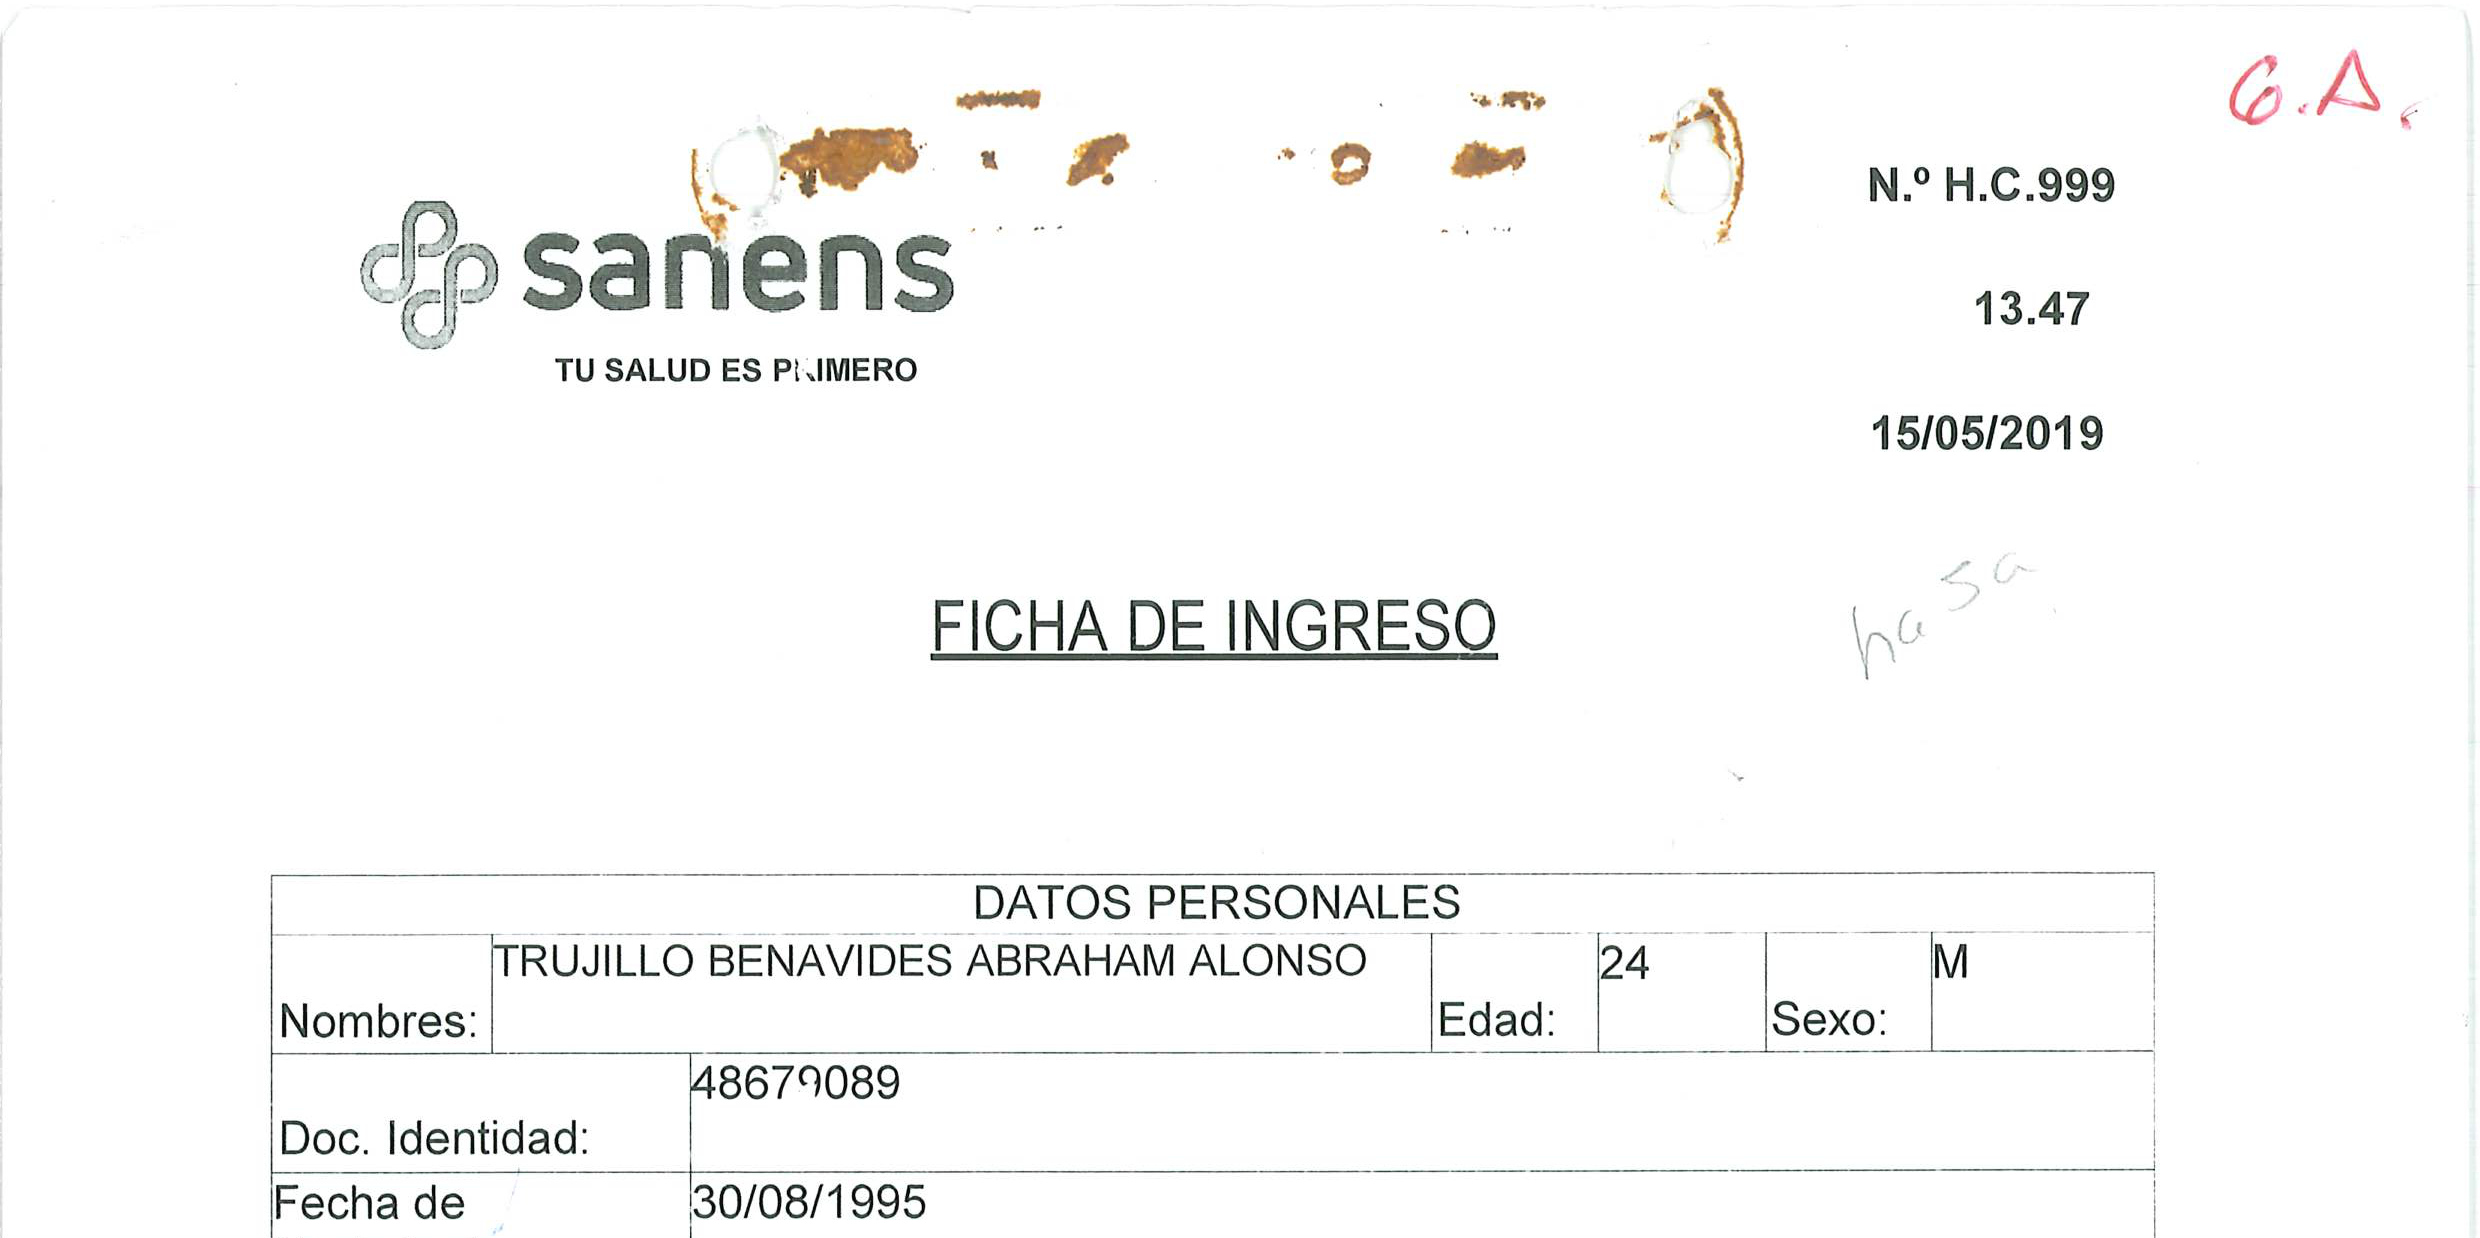 G.A.
N.º H.C.999
sanens
13.47
TU SALUD ES PRIMERO
15/05/2019
hasa
FICHA DE INGRESO
DATOS PERSONALES
Nombres: TRUJILLO BENAVIDES ABRAHAM ALONSO Edad: 24 Sexo: M
Doc. Identidad: 48679089
Fecha de 30/08/1995